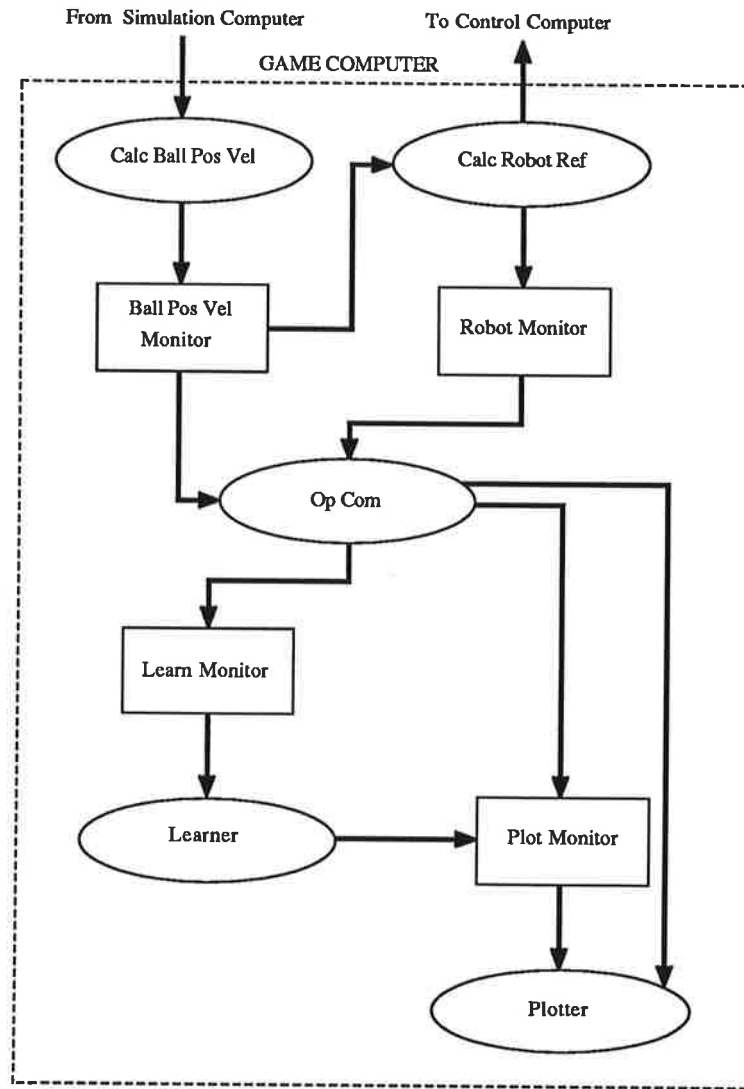 From Simulation Computer
To Control Computer
GAME COMPUTER
Calc Ball Pos Vel
Calc Robot Ref
Ball Pos Vel
Monitor
Robot Monitor
Op Com
Learn Monitor
Learner
Plot Monitor
Plotter